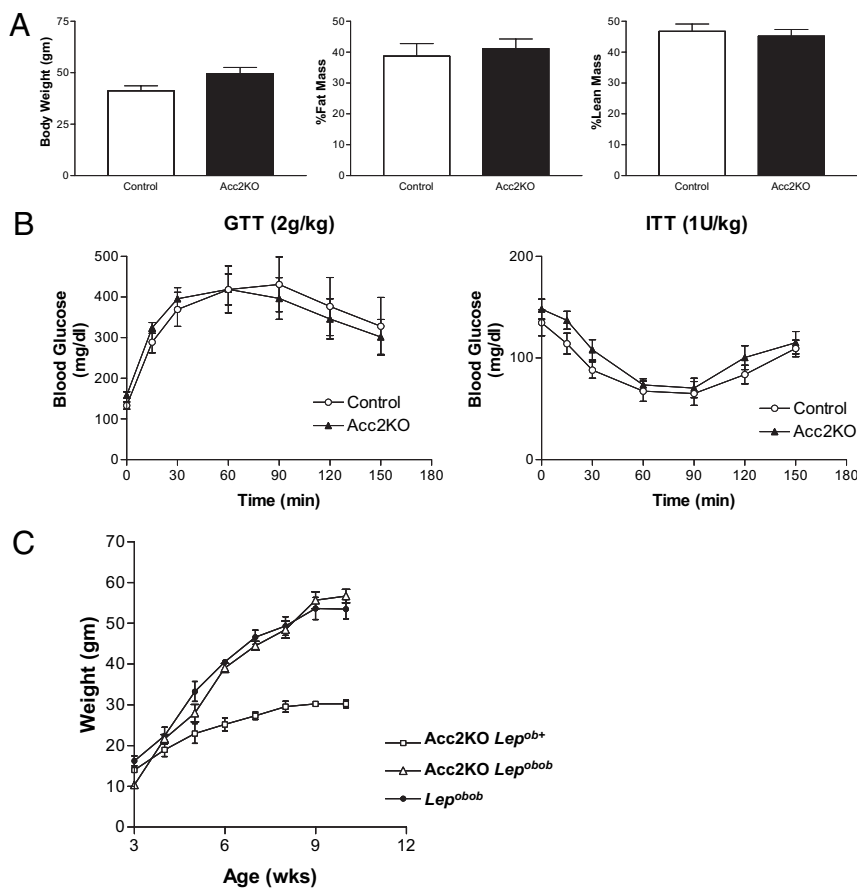 A
Body Weight (gm)
75
50
25
0
Control
Acc2KO
%Fat Mass
50
40
30
20
10
0
Control
Acc2KO
%Lean Mass
50
40
30
20
10
0
Control
Acc2KO
B
GTT (2g/kg)
Blood Glucose
(mg/dl)
500
400
300
200
100
0
Control
Acc2KO
0 30 60 90 120 150 180
Time (min)
ITT (1U/kg)
Blood Glucose
(mg/dl)
200
100
0
Control
Acc2KO
0 30 60 90 120 150 180
Time (min)
C
Weight (gm)
70
60
50
40
30
20
10
0
3 6 9 12
Age (wks)
Acc2KO Lepob+
Acc2KO Lepobob
Lepobob